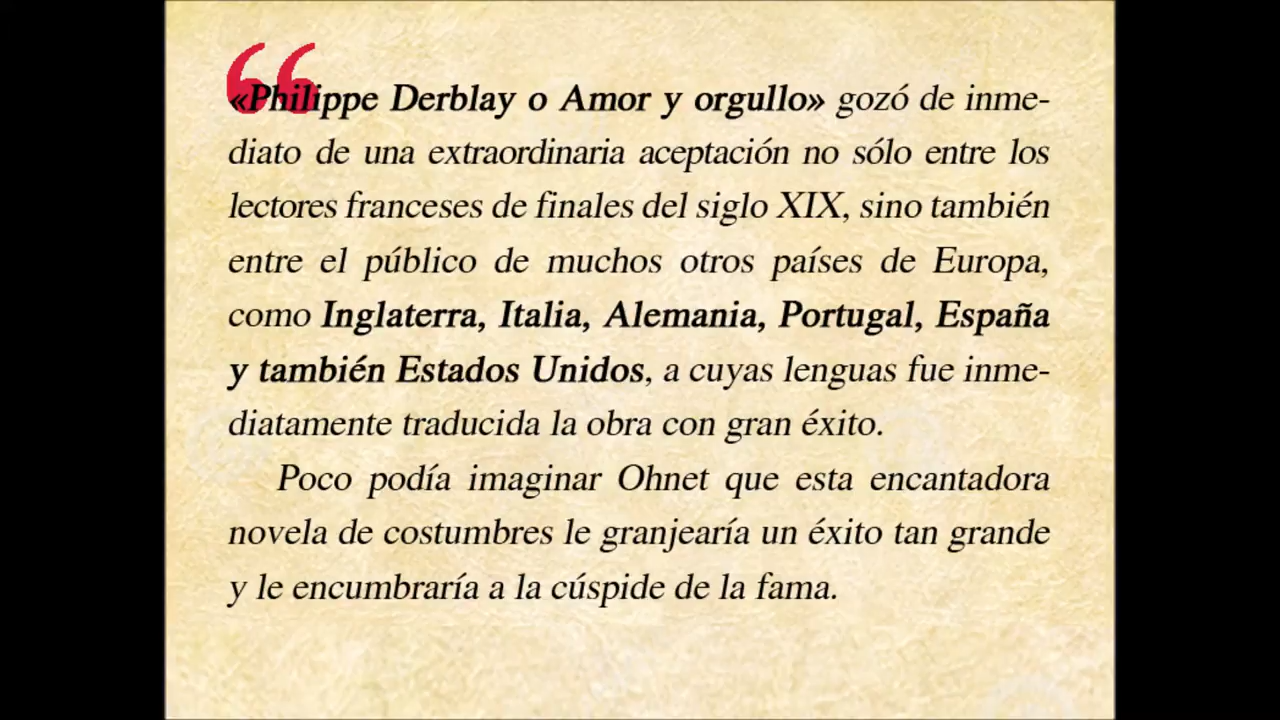 «Philippe Derblay o Amor y orgullo» gozó de inme-
diato de una extraordinaria aceptación no sólo entre los
lectores franceses de finales del siglo XIX, sino también
entre el público de muchos otros países de Europa,
como Inglaterra, Italia, Alemania, Portugal, España
y también Estados Unidos, a cuyas lenguas fue inme-
diatamente traducida la obra con gran éxito.
Poco podía imaginar Ohnet que esta encantadora
novela de costumbres le granjearía un éxito tan grande
y le encumbraría a la cúspide de la fama.